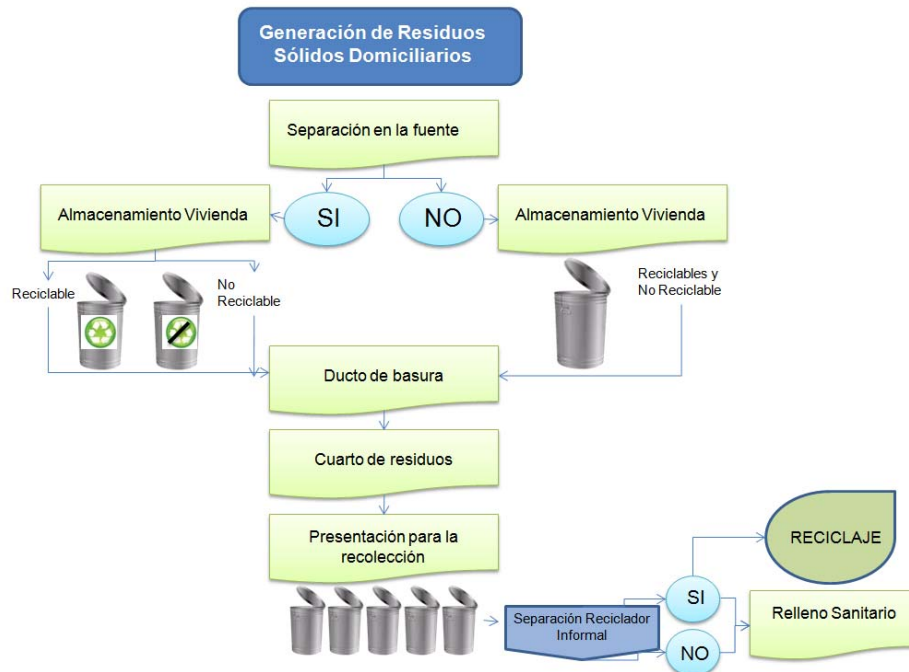 Generación de Residuos
Sólidos Domiciliarios
Separación en la fuente
Almacenamiento Vivienda
SI
NO
Almacenamiento Vivienda
Reciclable
No
Reciclable
Reciclables y
No Reciclable
Ducto de basura
Cuarto de residuos
Presentación para la
recolección
Separación Reciclador
Informal
SI
NO
RECICLAJE
Relleno Sanitario